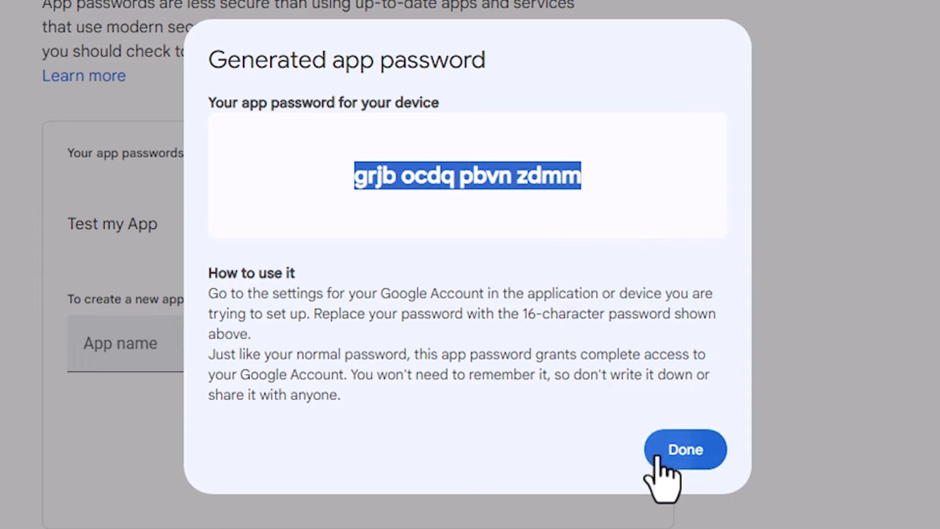 App passwords are less secure than using up-to-date apps and services
that use modern sec
you should check to
Learn more
Generated app password
Your app password for your device
grjb ocdq pbvn zdmm
Your app passwords
Test my App
How to use it
To create a new app
Go to the settings for your Google Account in the application or device you are
trying to set up. Replace your password with the 16-character password shown
above.
App name
Just like your normal password, this app password grants complete access to
your Google Account. You won't need to remember it, so don't write it down or
share it with anyone.
Done